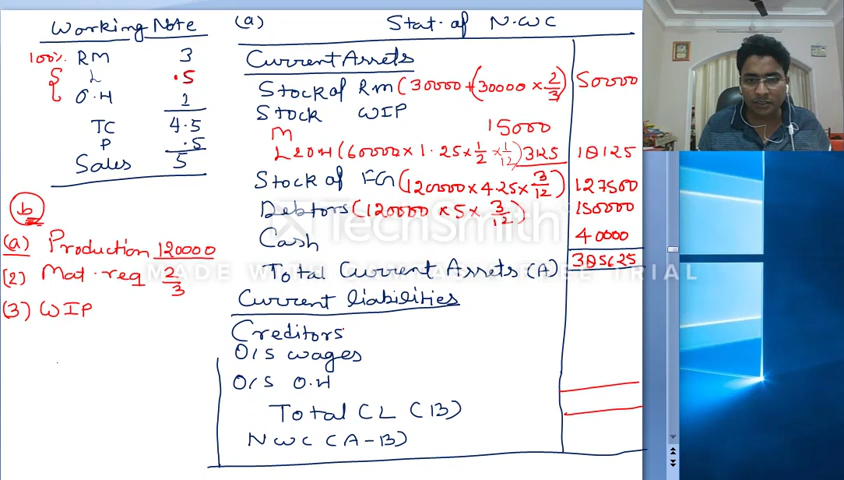 Working Note
100% RM 3
L .5
O.H 1
TC 4.5
P .5
Sales 5
b
(a) Production 120000
(2) Mat. req 2/3
(3) WIP
(a) Stat. of N.WC
Current Assets
Stock of Rm (30000 + (30000 × 2/3) 50000
Stock WIP
M 15000
L20H (60000 × 1.25 × 1/2 × 1/12) 3125 18125
Stock of FG (120000 × 4.25 × 3/12) 127500
Debtors (120000 × 5 × 3/12) 150000
Cash 40000
Total Current Assets (A) 385625
Current liabilities
Creditors
O/S wages
O/S O.H
Total CL (B)
NWC (A-B)
TechSmith
MADE WITH FREE TRIAL